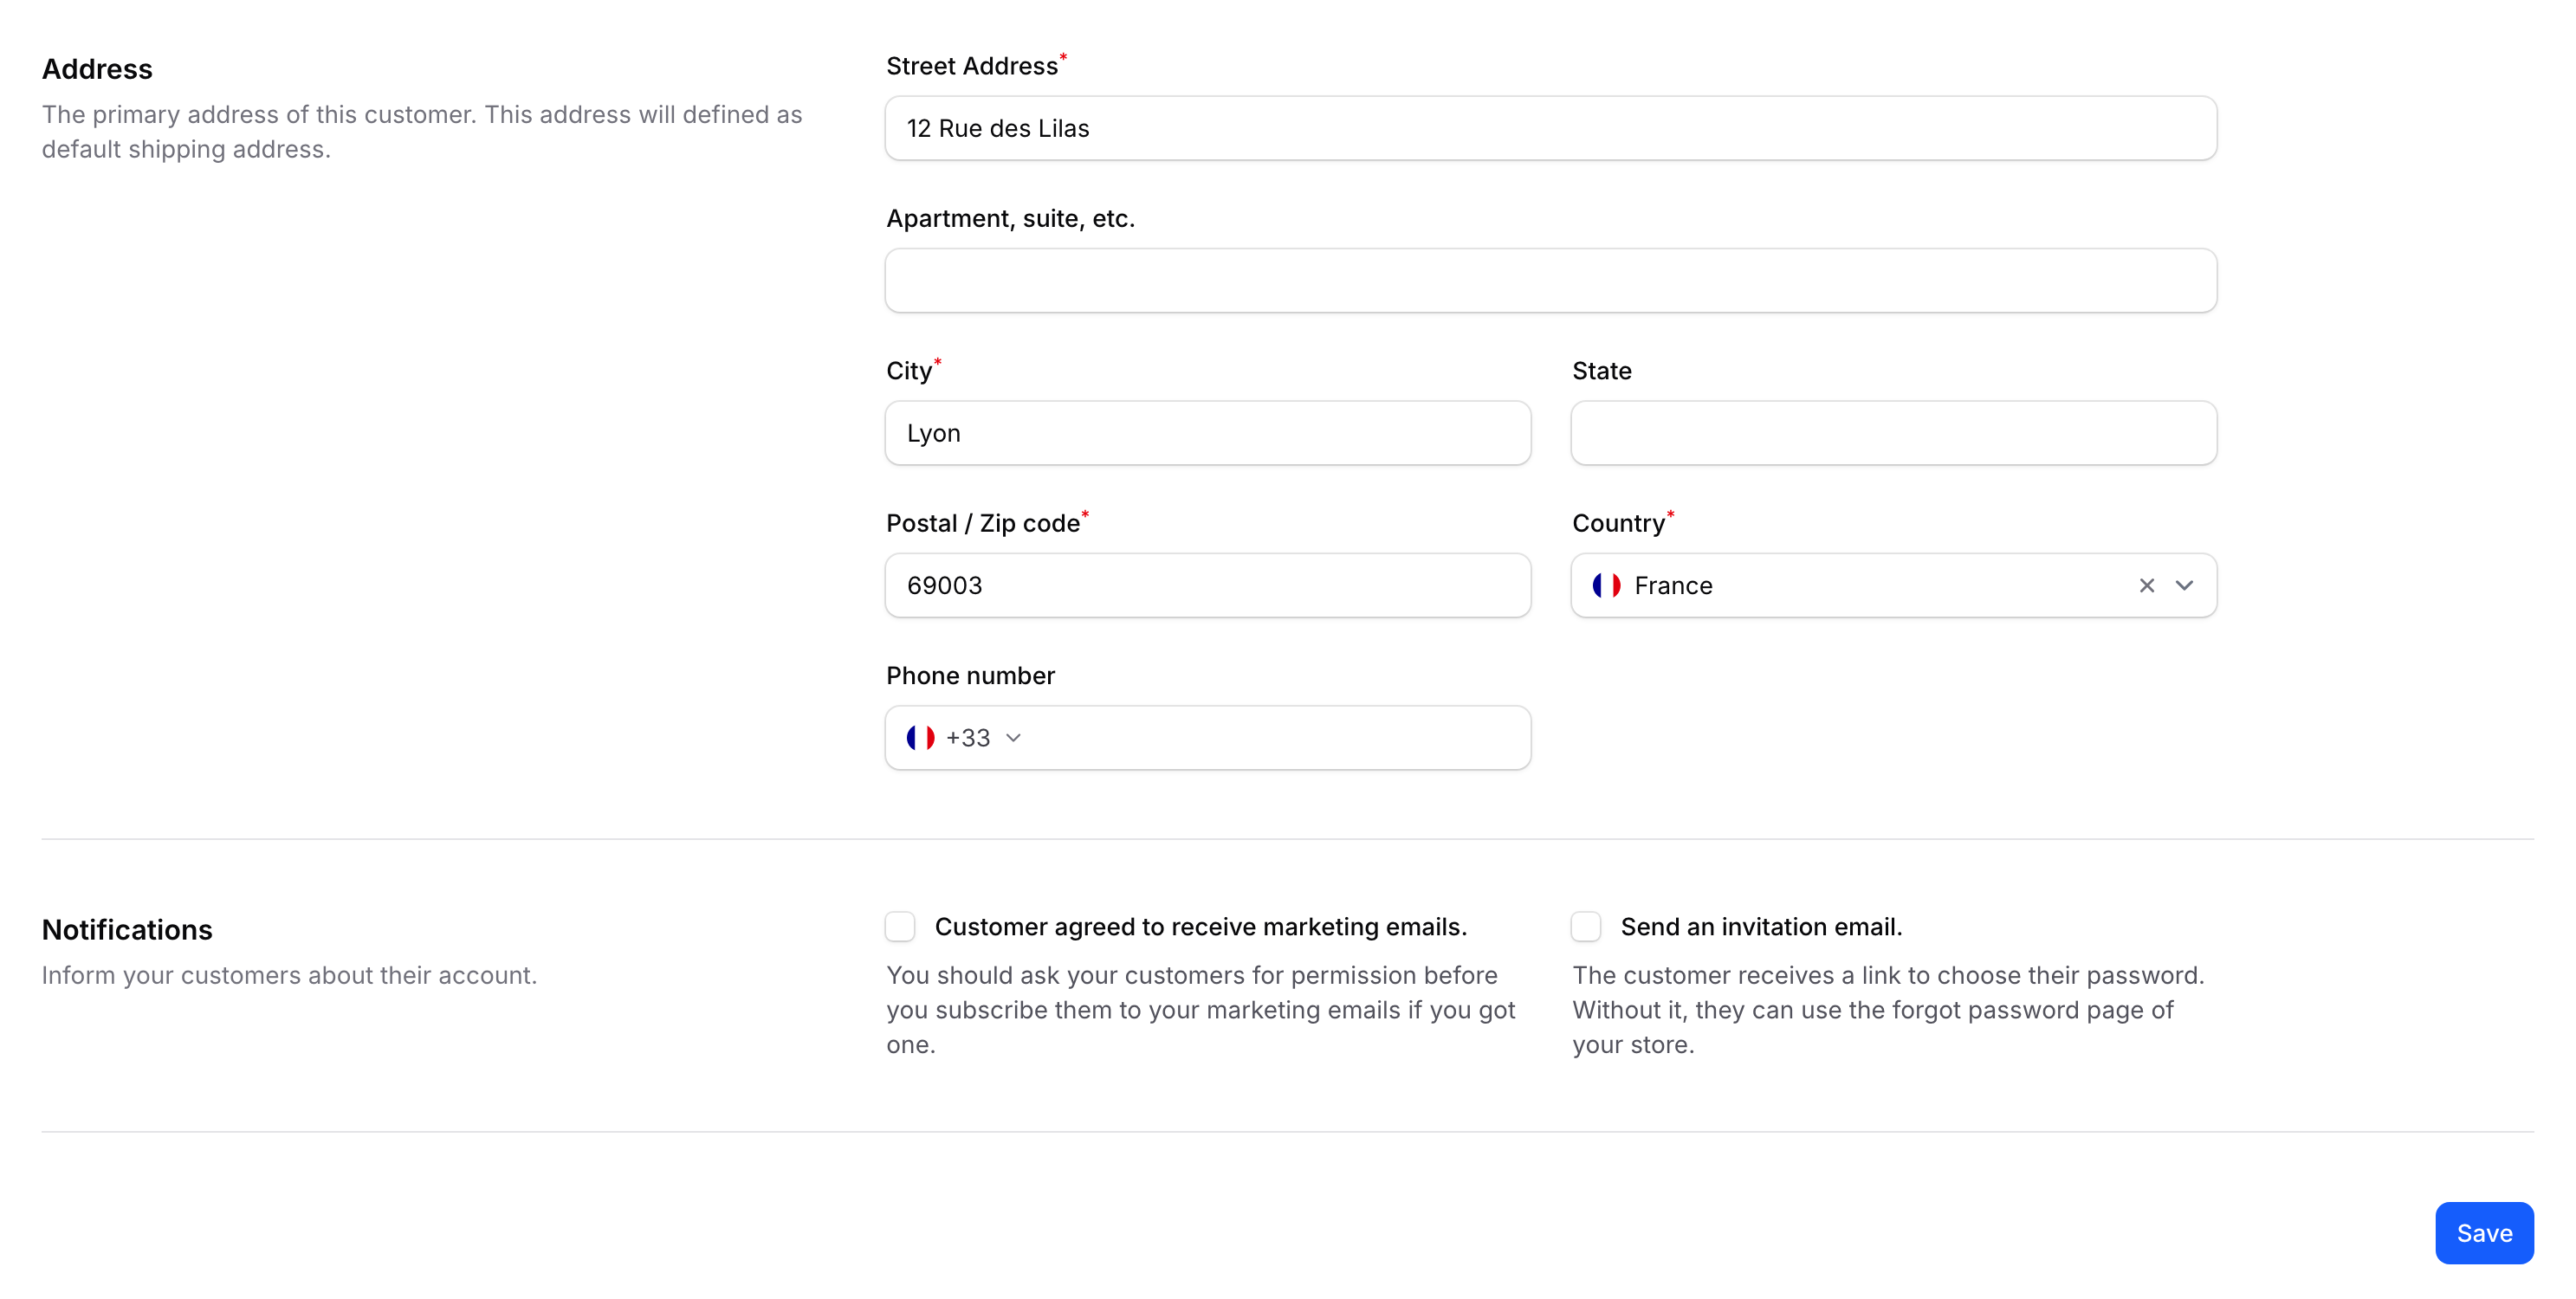 Address
The primary address of this customer. This address will defined as
default shipping address.
Street Address*
12 Rue des Lilas
Apartment, suite, etc.
City*
State
Lyon
Postal / Zip code*
Country*
69003
France
Phone number
+33
Notifications
Inform your customers about their account.
Customer agreed to receive marketing emails.
You should ask your customers for permission before
you subscribe them to your marketing emails if you got
one.
Send an invitation email.
The customer receives a link to choose their password.
Without it, they can use the forgot password page of
your store.
Save